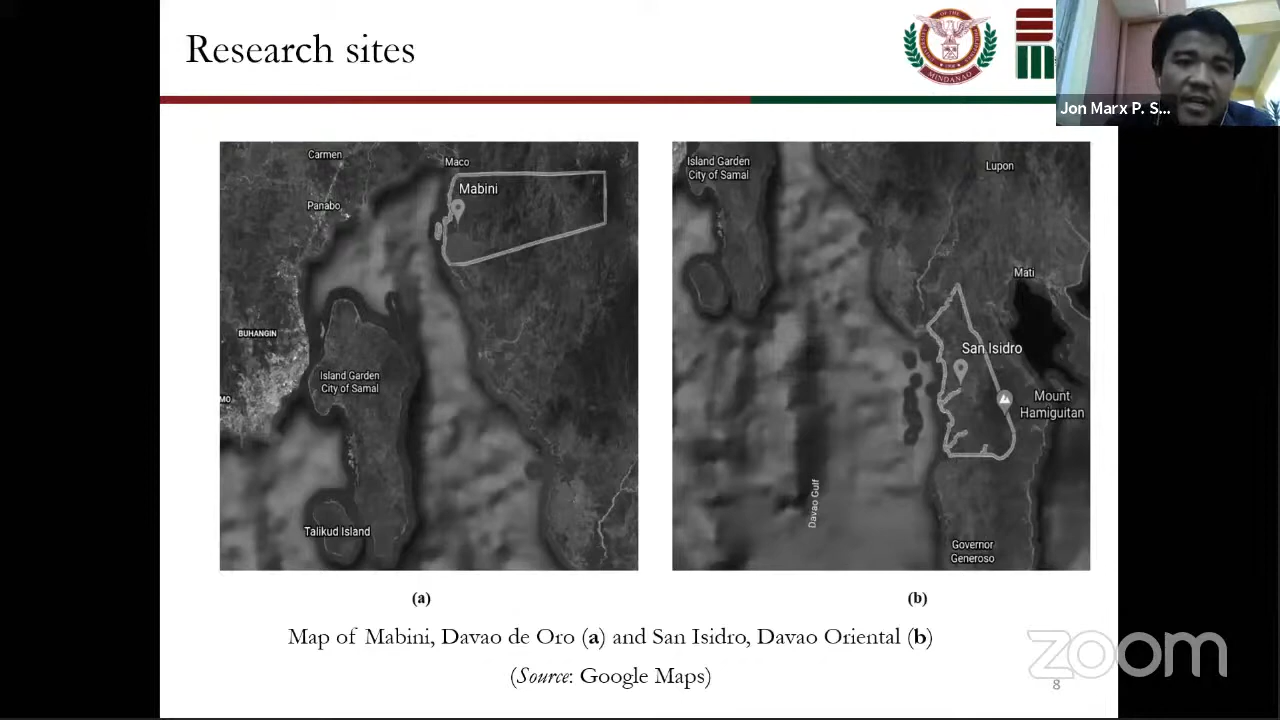 Research sites
MINDANAO
Jon Marx P. S...
Carmen
Maco
Mabini
Panabo
BUHANGIN
Island Garden
City of Samal
MO
Talikud Island
Island Garden
City of Samal
Lupon
Mati
San Isidro
Mount
Hamiguitan
Davao Gulf
Governor
Generoso
(a)
(b)
Map of Mabini, Davao de Oro (a) and San Isidro, Davao Oriental (b)
(Source: Google Maps)
zoom
8